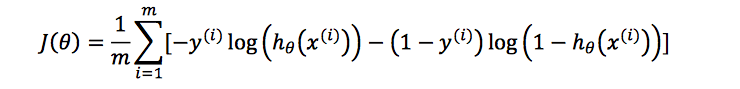 J(θ) = 1/m ∑_{i=1}^{m} [−y^{(i)} log(h_θ(x^{(i)})) − (1 − y^{(i)}) log(1 − h_θ(x^{(i)}))]